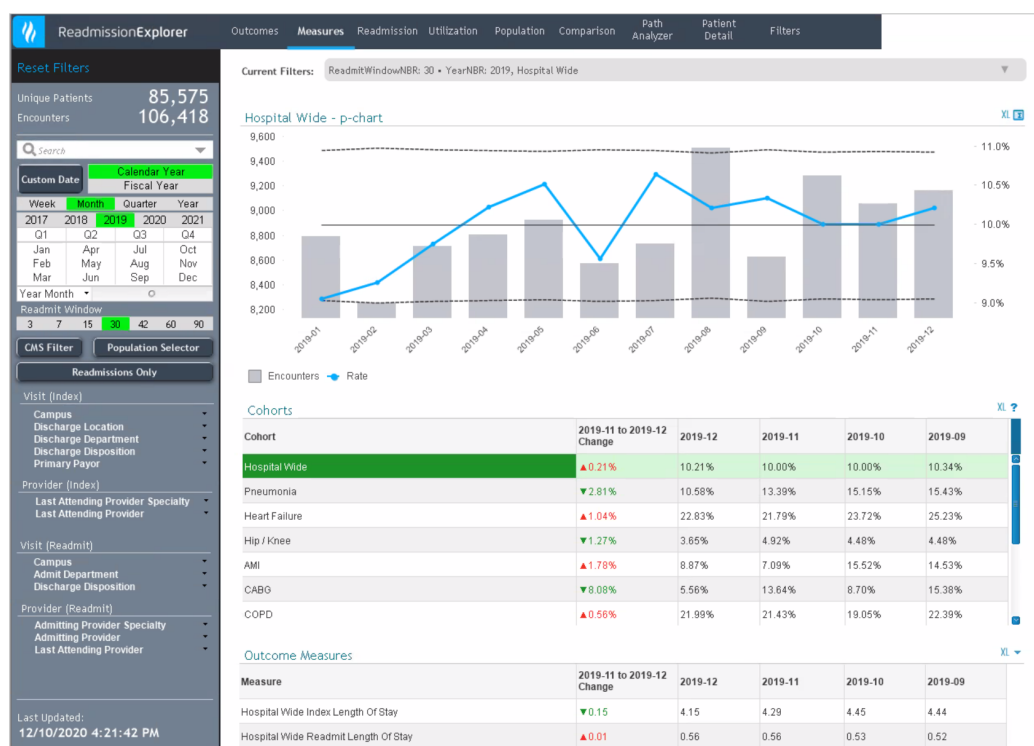 ReadmissionExplorer
Outcomes Measures Readmission Utilization Population Comparison Path Analyzer Patient Detail Filters
Reset Filters
Unique Patients 85,575
Encounters 106,418
Search
Custom Date
Calendar Year
Fiscal Year
Week Month Quarter Year
2017 2018 2019 2020 2021
Q1 Q2 Q3 Q4
Jan Apr Jul Oct
Feb May Aug Nov
Mar Jun Sep Dec
Year Month
Readmit Window
3 7 15 30 42 60 90
CMS Filter Population Selector
Readmissions Only
Visit (Index)
Campus
Discharge Location
Discharge Department
Discharge Disposition
Primary Payor
Provider (Index)
Last Attending Provider Specialty
Last Attending Provider
Visit (Readmit)
Campus
Admit Department
Discharge Disposition
Provider (Readmit)
Admitting Provider Specialty
Admitting Provider
Last Attending Provider
Last Updated:
12/10/2020 4:21:42 PM
Current Filters: ReadmitWindowNBR: 30 • YearNBR: 2019, Hospital Wide
Hospital Wide - p-chart XL
9,600
9,400
9,200
9,000
8,800
8,600
8,400
8,200
11.0%
10.5%
10.0%
9.5%
9.0%
2019-01 2019-02 2019-03 2019-04 2019-05 2019-06 2019-07 2019-08 2019-09 2019-10 2019-11 2019-12
Encounters Rate
Cohorts XL ?
Cohort 2019-11 to 2019-12 Change 2019-12 2019-11 2019-10 2019-09
Hospital Wide ▲0.21% 10.21% 10.00% 10.00% 10.34%
Pneumonia ▼2.81% 10.58% 13.39% 15.15% 15.43%
Heart Failure ▲1.04% 22.83% 21.79% 23.72% 25.23%
Hip / Knee ▼1.27% 3.65% 4.92% 4.48% 4.48%
AMI ▲1.78% 8.87% 7.09% 15.52% 14.53%
CABG ▼8.08% 5.56% 13.64% 8.70% 15.38%
COPD ▲0.56% 21.99% 21.43% 19.05% 22.39%
Outcome Measures XL
Measure 2019-11 to 2019-12 Change 2019-12 2019-11 2019-10 2019-09
Hospital Wide Index Length Of Stay ▼0.15 4.15 4.29 4.45 4.44
Hospital Wide Readmit Length Of Stay ▲0.01 0.56 0.56 0.53 0.52